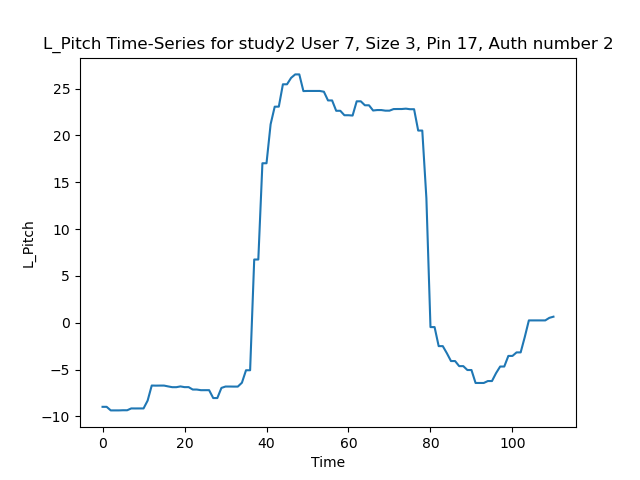 L_Pitch Time-Series for study2 User 7, Size 3, Pin 17, Auth number 2
25
20
15
10
5
0
−5
−10
L_Pitch
0 20 40 60 80 100
Time